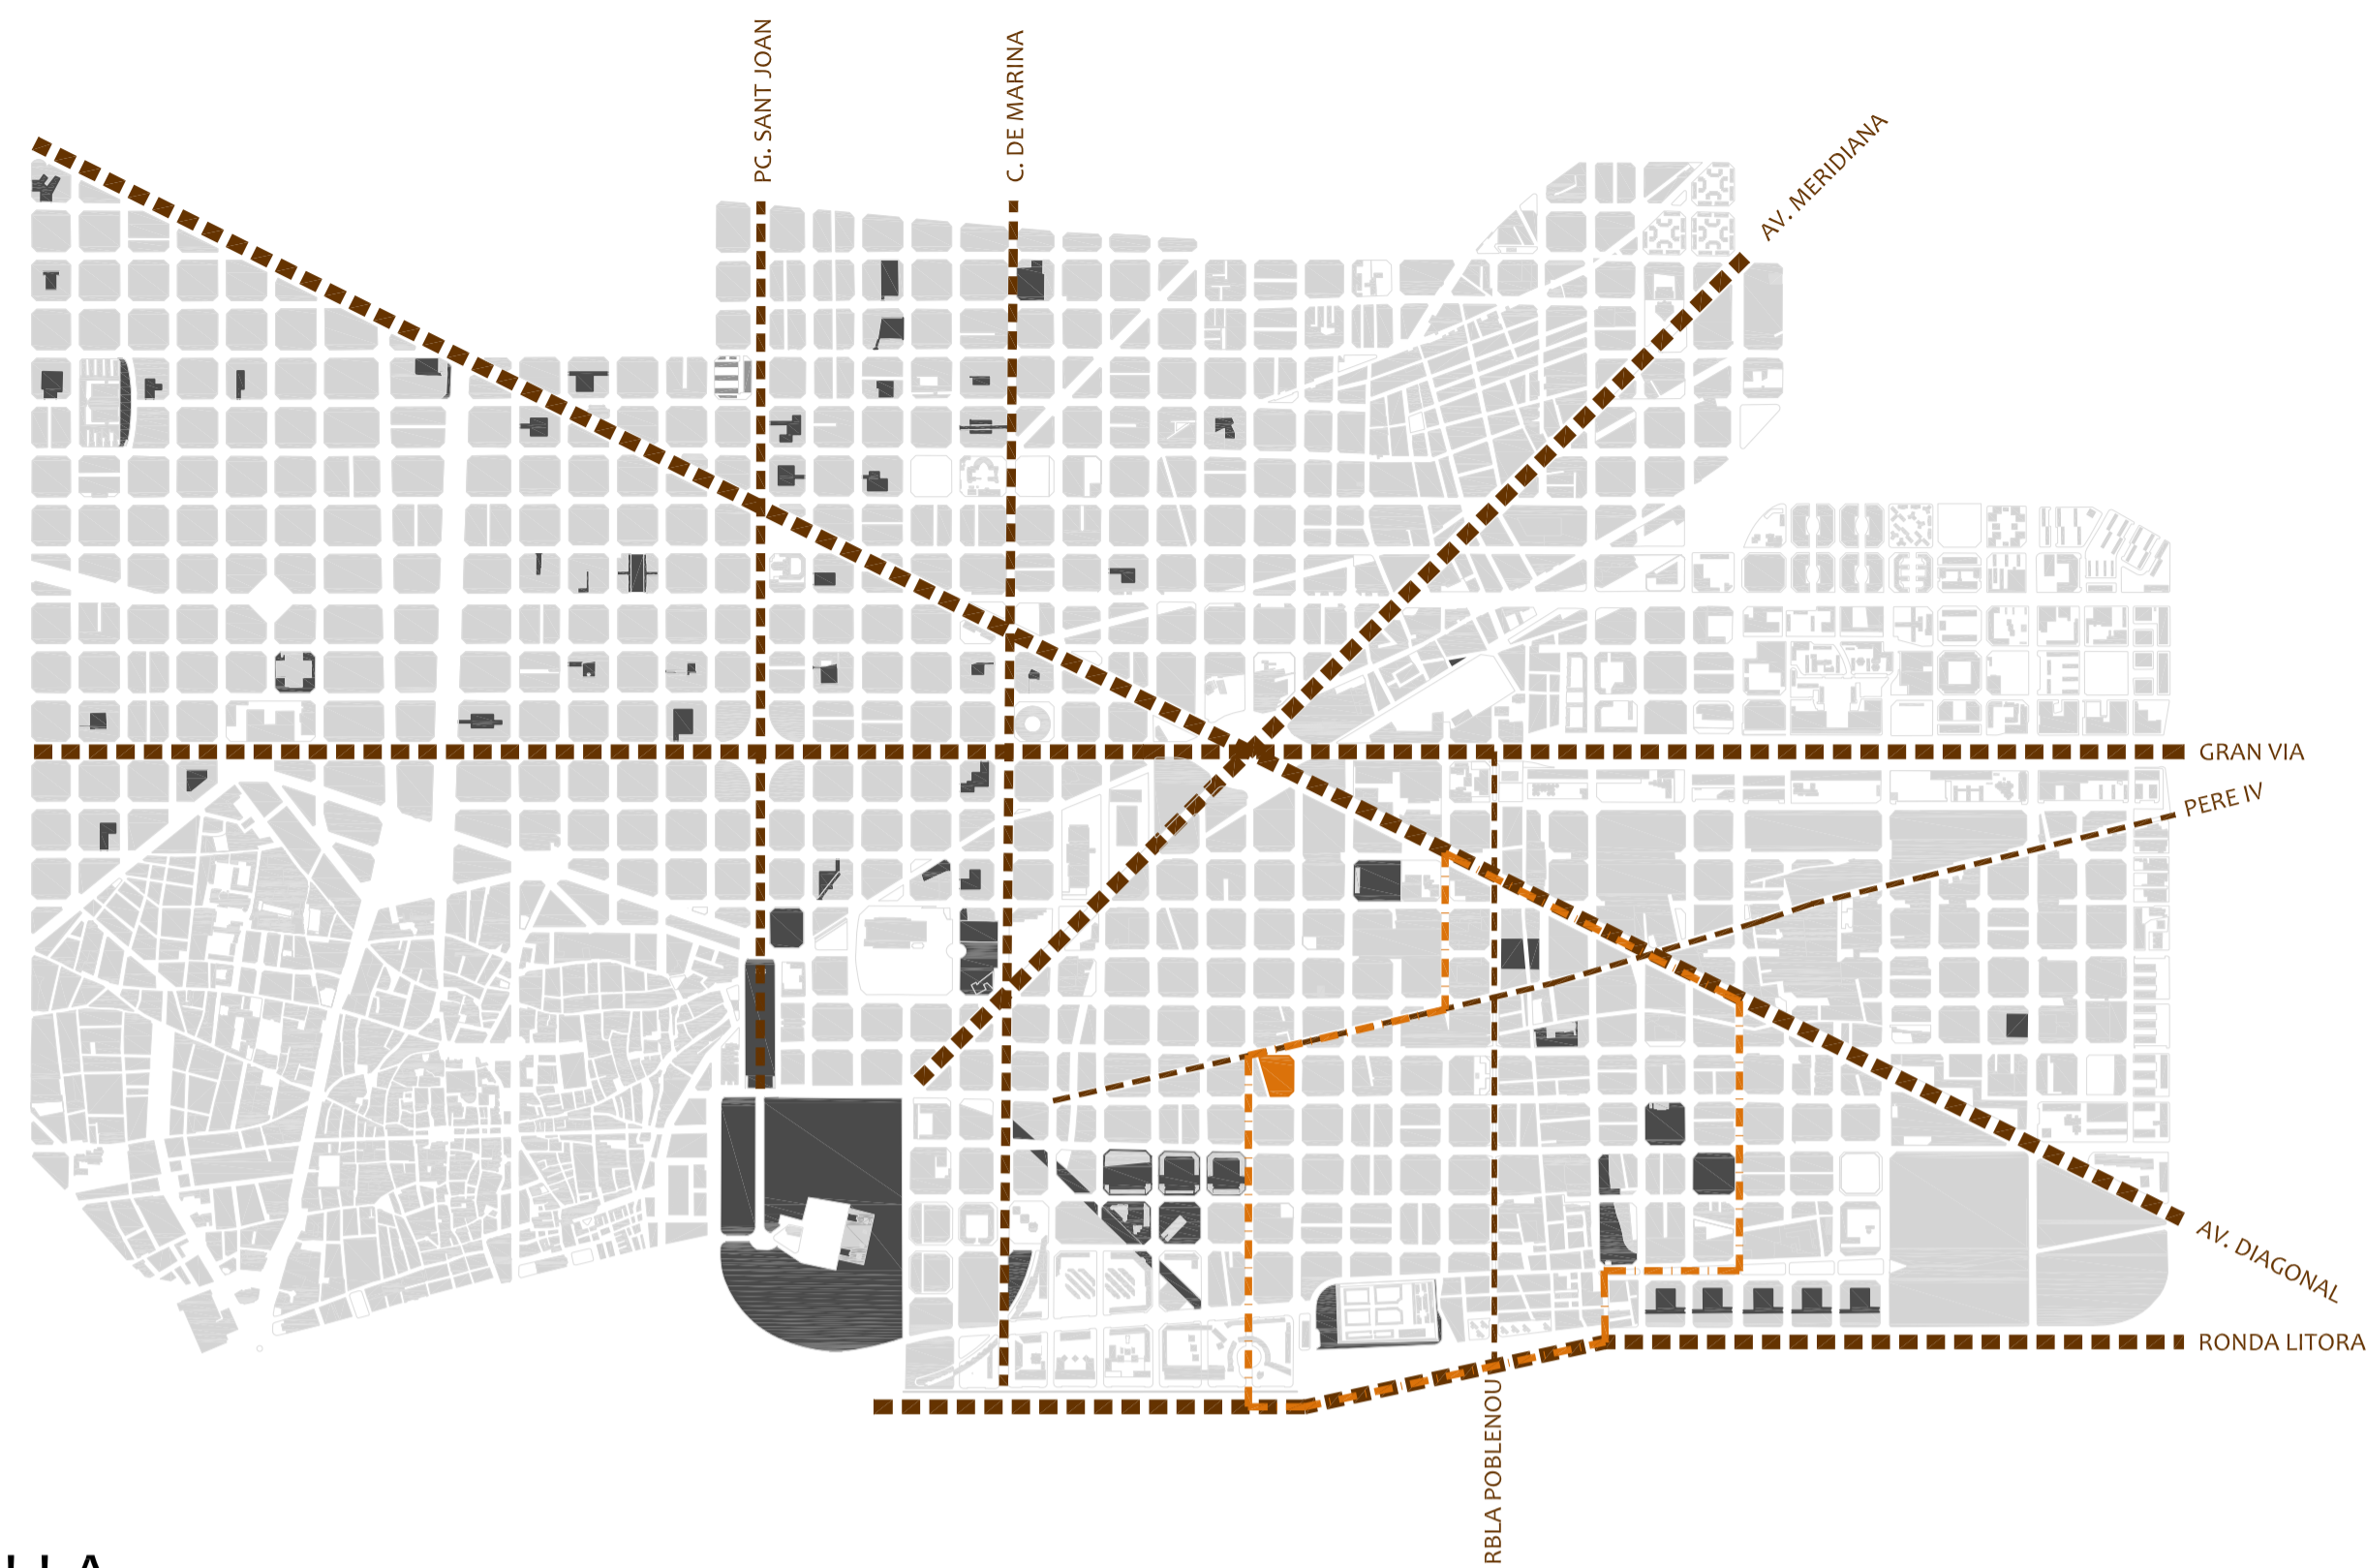 PG. SANT JOAN
C. DE MARINA
AV. MERIDIANA
GRAN VIA
PERE IV
AV. DIAGONAL
RONDA LITORA
RBLA POBLENOU